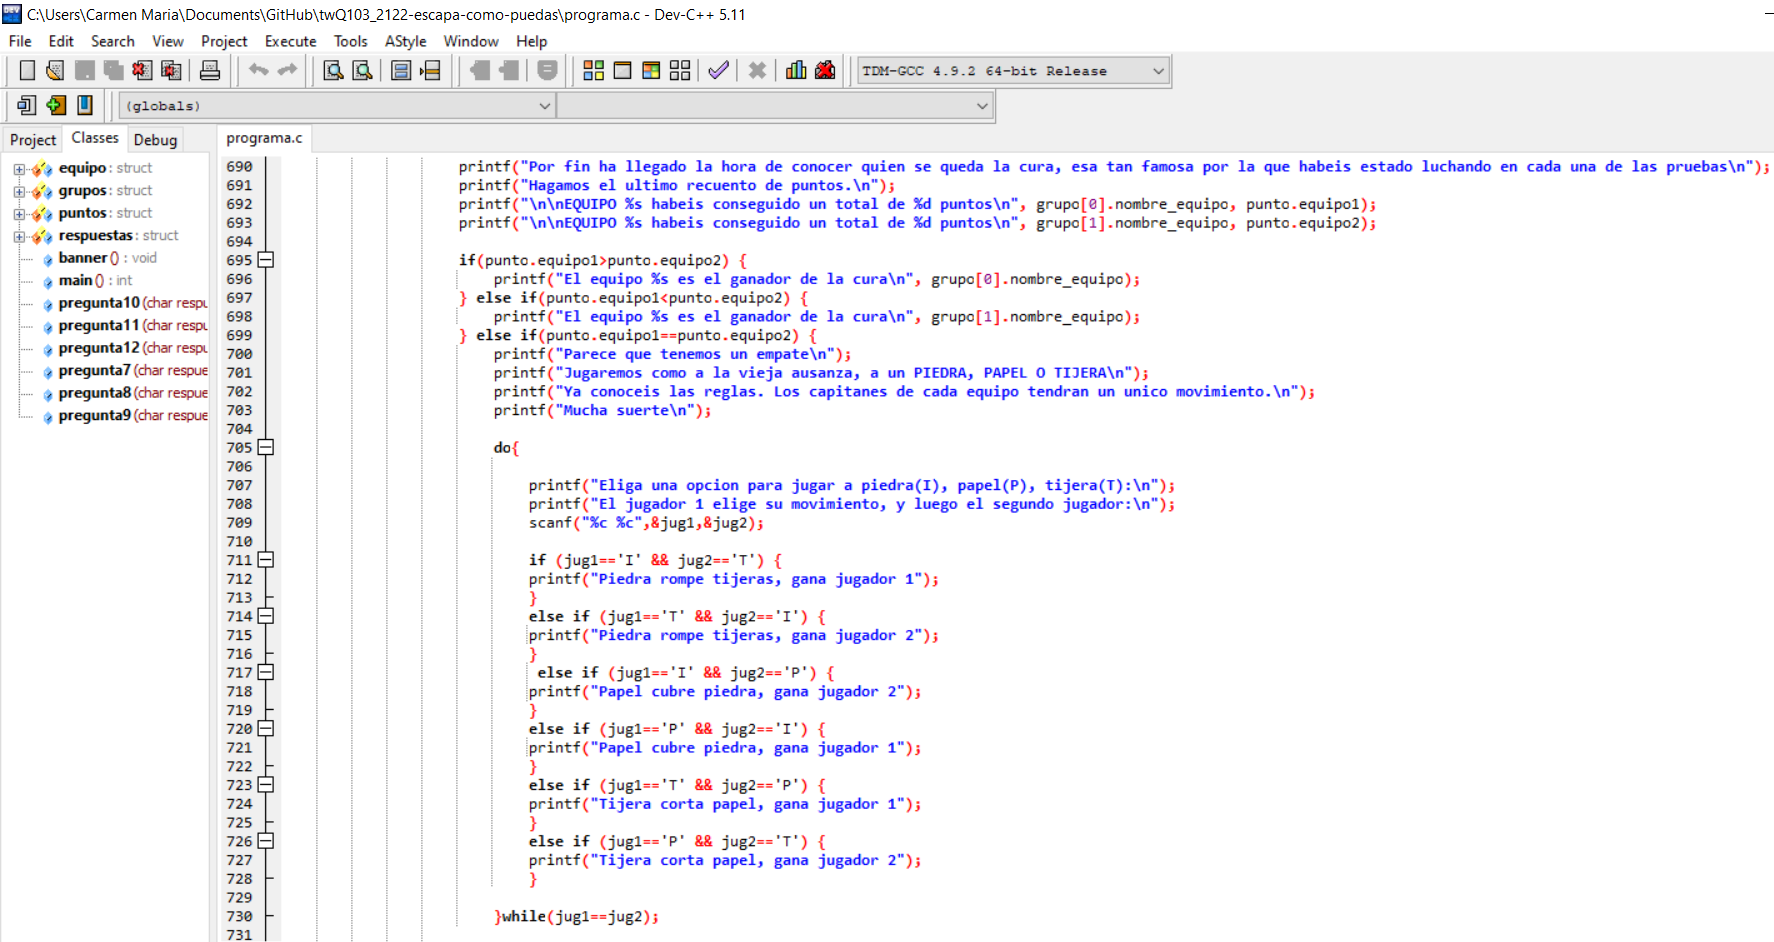 C:\Users\Carmen Maria\Documents\GitHub\twQ103_2122-escapa-como-puedas\programa.c - Dev-C++ 5.11
File Edit Search View Project Execute Tools AStyle Window Help
TDM-GCC 4.9.2 64-bit Release
(globals)
Project Classes Debug
programa.c
equipo : struct
grupos : struct
puntos : struct
respuestas : struct
banner () : void
main () : int
pregunta10 (char respu
pregunta11 (char respu
pregunta12 (char respu
pregunta7 (char respue
pregunta8 (char respue
pregunta9 (char respue
690 printf("Por fin ha llegado la hora de conocer quien se queda la cura, esa tan famosa por la que habeis estado luchando en cada una de las pruebas\n");
691 printf("Hagamos el ultimo recuento de puntos.\n");
692 printf("\n\nEQUIPO %s habeis conseguido un total de %d puntos\n", grupo[0].nombre_equipo, punto.equipo1);
693 printf("\n\nEQUIPO %s habeis conseguido un total de %d puntos\n", grupo[1].nombre_equipo, punto.equipo2);
694
695 if(punto.equipo1>punto.equipo2) {
696 printf("El equipo %s es el ganador de la cura\n", grupo[0].nombre_equipo);
697 } else if(punto.equipo1<punto.equipo2) {
698 printf("El equipo %s es el ganador de la cura\n", grupo[1].nombre_equipo);
699 } else if(punto.equipo1==punto.equipo2) {
700 printf("Parece que tenemos un empate\n");
701 printf("Jugaremos como a la vieja ausanza, a un PIEDRA, PAPEL O TIJERA\n");
702 printf("Ya conoceis las reglas. Los capitanes de cada equipo tendran un unico movimiento.\n");
703 printf("Mucha suerte\n");
704
705 do{
706
707 printf("Eliga una opcion para jugar a piedra(I), papel(P), tijera(T):\n");
708 printf("El jugador 1 elige su movimiento, y luego el segundo jugador:\n");
709 scanf("%c %c",&jug1,&jug2);
710
711 if (jug1=='I' && jug2=='T') {
712 printf("Piedra rompe tijeras, gana jugador 1");
713 }
714 else if (jug1=='T' && jug2=='I') {
715 printf("Piedra rompe tijeras, gana jugador 2");
716 }
717 else if (jug1=='I' && jug2=='P') {
718 printf("Papel cubre piedra, gana jugador 2");
719 }
720 else if (jug1=='P' && jug2=='I') {
721 printf("Papel cubre piedra, gana jugador 1");
722 }
723 else if (jug1=='T' && jug2=='P') {
724 printf("Tijera corta papel, gana jugador 1");
725 }
726 else if (jug1=='P' && jug2=='T') {
727 printf("Tijera corta papel, gana jugador 2");
728 }
729
730 }while(jug1==jug2);
731